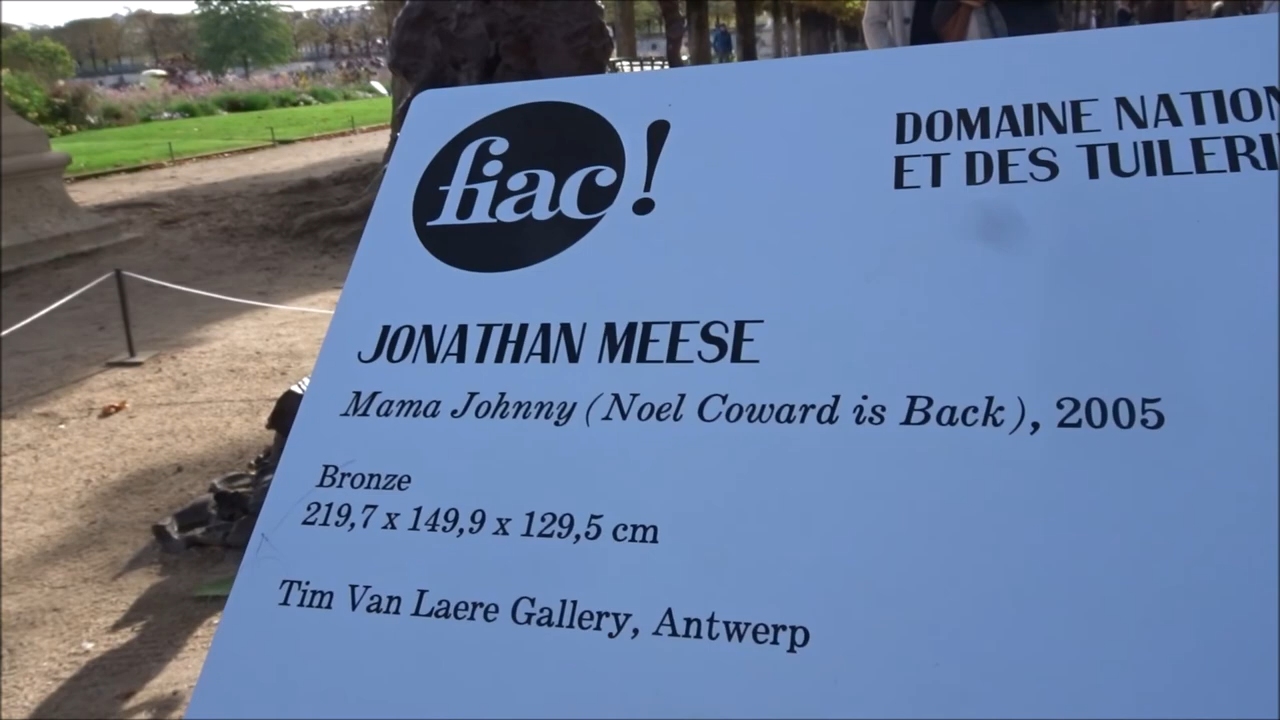 fiac!
DOMAINE NATION
ET DES TUILERI
JONATHAN MEESE
Mama Johnny (Noel Coward is Back), 2005
Bronze
219,7 x 149,9 x 129,5 cm
Tim Van Laere Gallery, Antwerp